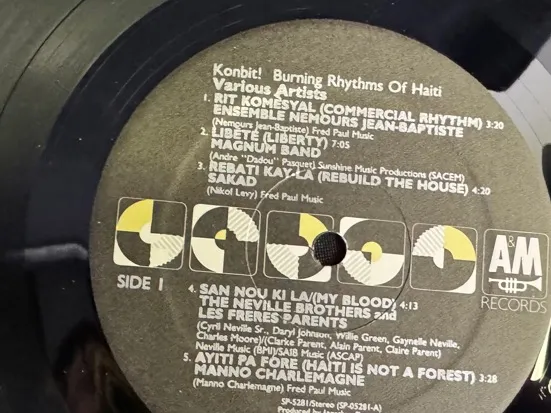 Konbit! Burning Rhythms Of Haiti
Various Artists
1. RIT KOMESYAL (COMMERCIAL RHYTHM) 3:20
ENSEMBLE NEMOURS JEAN-BAPTISTE
(Nemours Jean-Baptiste) Fred Paul Music
2. LIBETE (LIBERTY) 7:05
MAGNUM BAND
(Andre "Dadou" Pasquet) Sunshine Music Productions (SACEM)
3. REBATI KAY-LA (REBUILD THE HOUSE) 4:20
SAKAD
(Nikol Levy) Fred Paul Music
A&M
RECORDS
SIDE 1
4. SAN NOU KI LA/(MY BLOOD) 4:13
THE NEVILLE BROTHERS and
LES FRERES PARENTS
(Cyril Neville Sr., Daryl Johnson, Willie Green, Gaynelle Neville,
Charles Moore)/(Clarke Parent, Alain Parent, Claire Parent)
Neville Music (BMI)/SAIB Music (ASCAP)
5. AYITI PA FORE (HAITI IS NOT A FOREST) 3:28
MANNO CHARLEMAGNE
(Manno Charlemagne) Fred Paul Music
SP-5281/Stereo (SP-05281-A)
Produced by